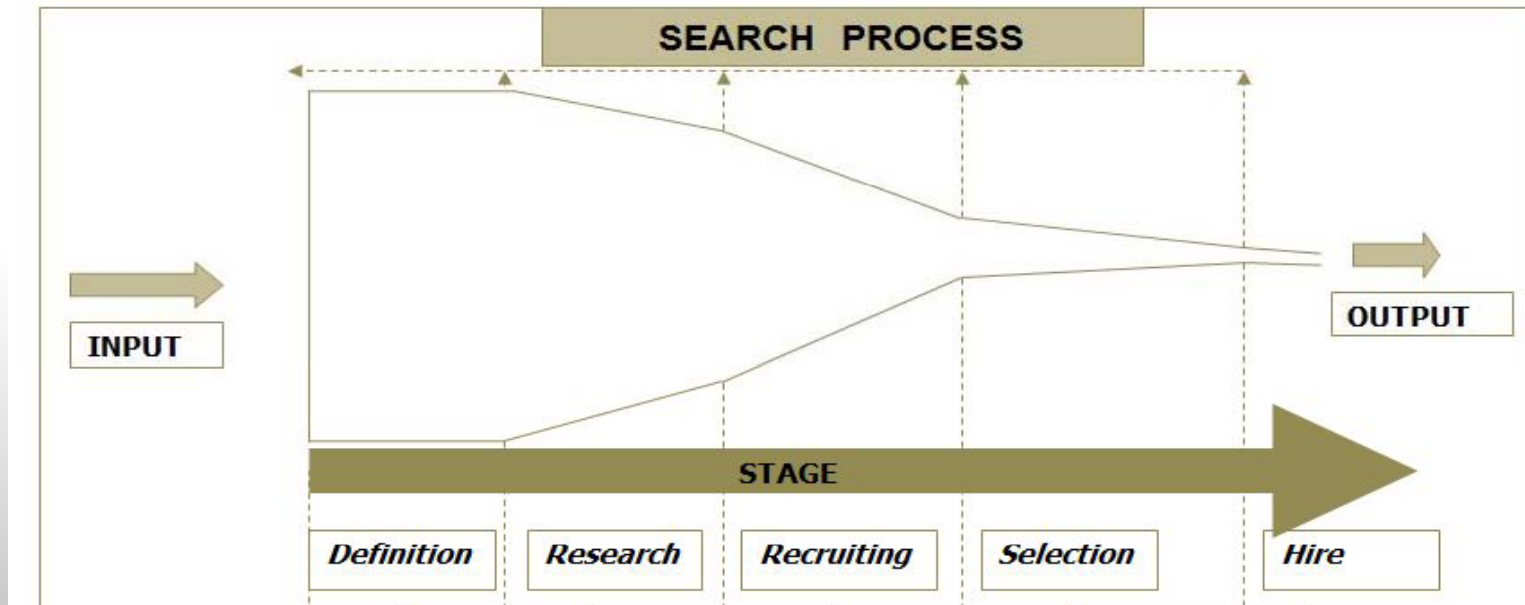 SEARCH PROCESS
INPUT
OUTPUT
STAGE
Definition
Research
Recruiting
Selection
Hire